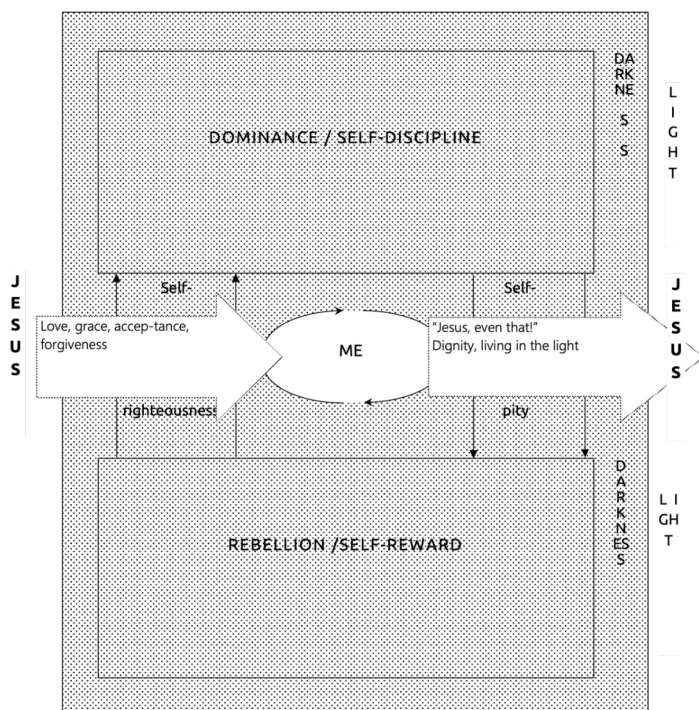 DA
RK
NE
S
S
L
I
G
H
T
DOMINANCE / SELF-DISCIPLINE
J
E
S
U
S
Self-
Self-
J
E
S
U
S
Love, grace, accep-tance,
forgiveness
ME
"Jesus, even that!"
Dignity, living in the light
righteousness
pity
D
A
R
K
N
ES
S
L I
GH
T
REBELLION /SELF-REWARD